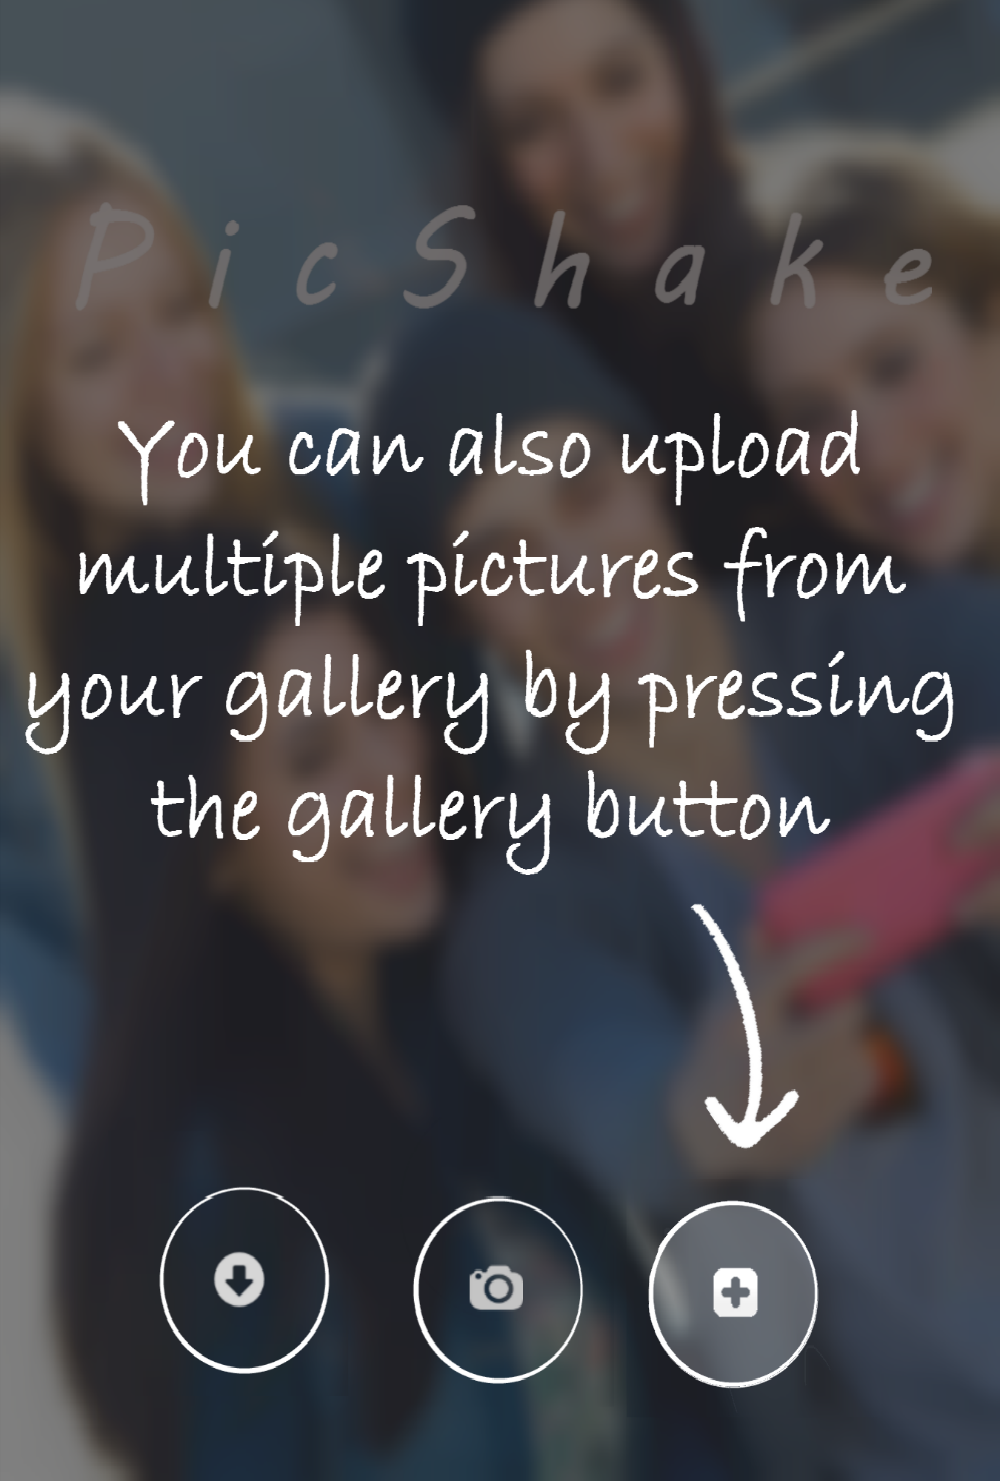 PicShake
You can also upload
multiple pictures from
your gallery by pressing
the gallery button